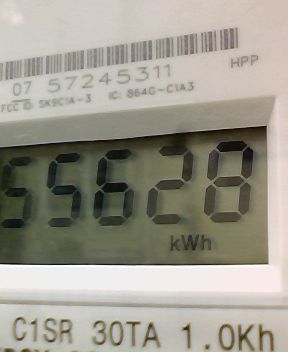 HPP
07 57245311
FCC ID: SK9C1A-3 IC: 864G-C1A3
55628
kWh
C1SR 30TA 1.0Kh